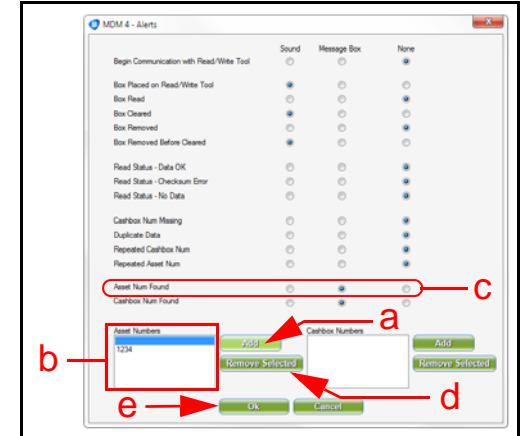 MDM 4 - Alerts
Sound Message Box None
Begin Communication with Read/Write Tool
Box Placed on Read/Write Tool
Box Read
Box Cleared
Box Removed
Box Removed Before Cleared
Read Status - Data OK
Read Status - Checksum Error
Read Status - No Data
Cashbox Num Missing
Duplicate Data
Repeated Cashbox Num
Repeated Asset Num
Asset Num Found
c
Cashbox Num Found
a
Asset Numbers
Cashbox Numbers
Add
Add
1234
b
Remove Selected
Remove Selected
d
e
Ok
Cancel